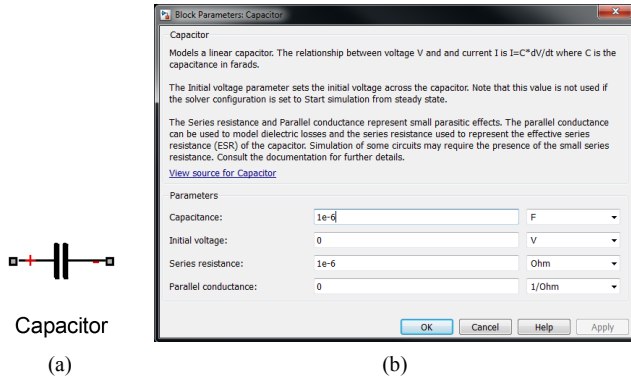 Block Parameters: Capacitor
Capacitor
Models a linear capacitor. The relationship between voltage V and and current I is I=C*dV/dt where C is the
capacitance in farads.
The Initial voltage parameter sets the initial voltage across the capacitor. Note that this value is not used if
the solver configuration is set to Start simulation from steady state.
The Series resistance and Parallel conductance represent small parasitic effects. The parallel conductance
can be used to model dielectric losses and the series resistance used to represent the effective series
resistance (ESR) of the capacitor. Simulation of some circuits may require the presence of the small series
resistance. Consult the documentation for further details.
View source for Capacitor
Parameters
Capacitance: 1e-6 F
Initial voltage: 0 V
Series resistance: 1e-6 Ohm
Parallel conductance: 0 1/Ohm
OK Cancel Help Apply
+ -
Capacitor
(a) (b)